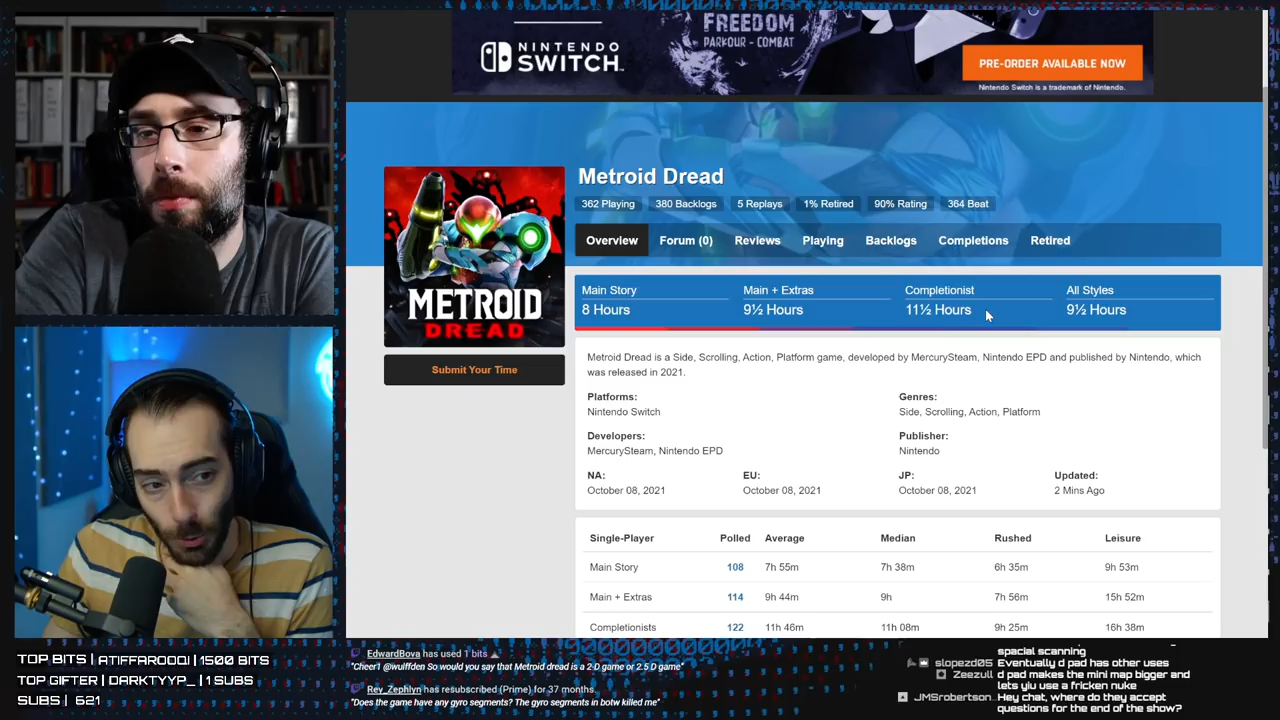 FREEDOM
PARKOUR - COMBAT
NINTENDO
SWITCH™
PRE-ORDER AVAILABLE NOW
Nintendo Switch is a trademark of Nintendo.
METROID
DREAD
Submit Your Time
Metroid Dread
362 Playing 380 Backlogs 5 Replays 1% Retired 90% Rating 364 Beat
Overview Forum (0) Reviews Playing Backlogs Completions Retired
Main Story Main + Extras Completionist All Styles
8 Hours 9½ Hours 11½ Hours 9½ Hours
Metroid Dread is a Side, Scrolling, Action, Platform game, developed by MercurySteam, Nintendo EPD and published by Nintendo, which
was released in 2021.
Platforms: Genres:
Nintendo Switch Side, Scrolling, Action, Platform
Developers: Publisher:
MercurySteam, Nintendo EPD Nintendo
NA: EU: JP: Updated:
October 08, 2021 October 08, 2021 October 08, 2021 2 Mins Ago
Single-Player Polled Average Median Rushed Leisure
Main Story 108 7h 55m 7h 38m 6h 35m 9h 53m
Main + Extras 114 9h 44m 9h 7h 56m 15h 52m
Completionists 122 11h 46m 11h 08m 9h 25m 16h 38m
TOP BITS | ATIFFAROOQI | 1500 BITS
TOP GIFTER | DARKTYYP_ | 1 SUBS
SUBS | 621
EdwardBova has used 1 bits
"Cheer1 @wulffden So would you say that Metroid dread is a 2-D game or 2.5 D game"
Rev_Zephilyn has resubscribed (Prime) for 37 months.
"Does the game have any gyro segments? The gyro segments in botw killed me"
spacial scanning
slopezd05 Eventually d pad has other uses
Zeezull d pad makes the mini map bigger and
lets yiu use a fricken nuke
JMSrobertson. Hey chat, where do they accept
questions for the end of the show?